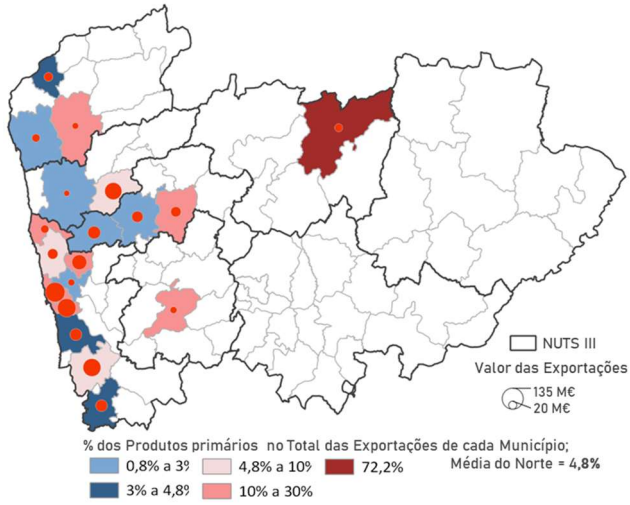 NUTS III
Valor das Exportações
135 M€
20 M€
% dos Produtos primários no Total das Exportações de cada Município;
0,8% a 3%
4,8% a 10%
72,2%
Média do Norte = 4,8%
3% a 4,8%
10% a 30%